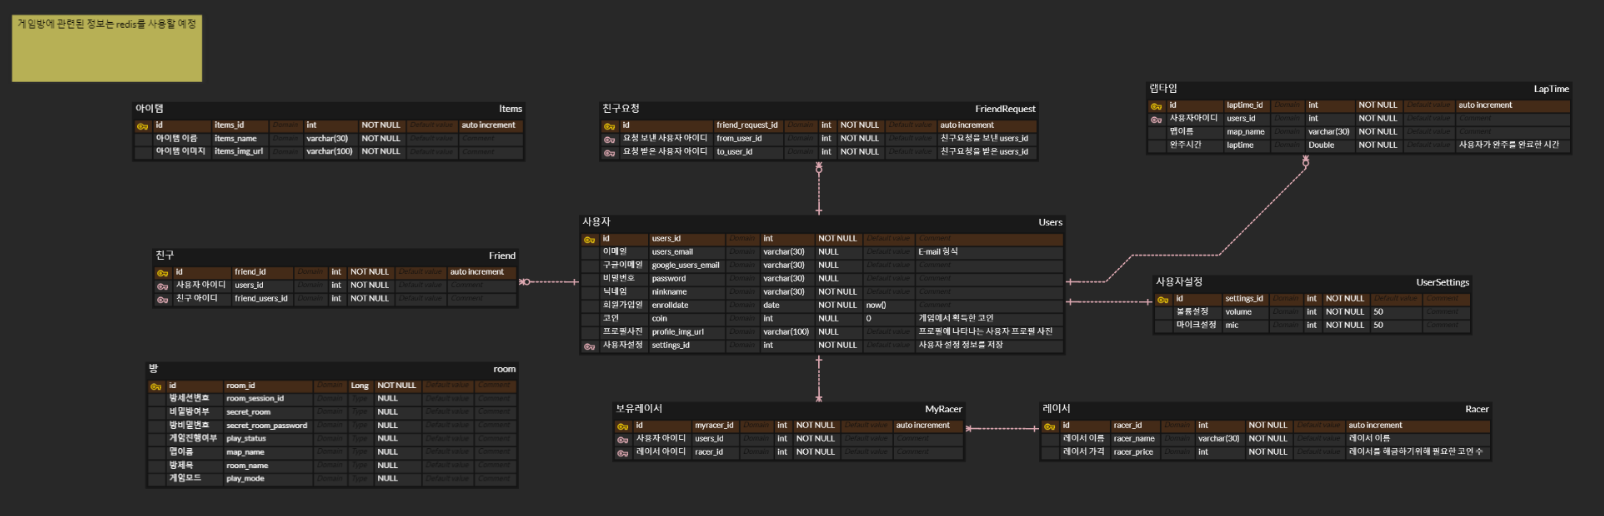 게임방에 관련된 정보는 redis를 사용할 예정
아이템 Items
id items_id Domain int NOT NULL Default value auto increment
아이템 이름 items_name Domain varchar(30) NOT NULL Default value Comment
아이템 이미지 items_img_url Domain varchar(100) NOT NULL Default value Comment
친구요청 FriendRequest
id friend_request_id Domain int NOT NULL Default value auto increment
요청 보낸 사용자 아이디 from_user_id Domain int NOT NULL Default value 친구요청을 보낸 users_id
요청 받은 사용자 아이디 to_user_id Domain int NOT NULL Default value 친구요청을 받은 users_id
랩타임 LapTime
id laptime_id Domain int NOT NULL Default value auto increment
사용자아이디 users_id Domain int NOT NULL Default value Comment
맵이름 map_name Domain varchar(30) NOT NULL Default value Comment
완주시간 laptime Domain Double NOT NULL Default value 사용자가 완주를 완료한 시간
사용자 Users
id users_id Domain int NOT NULL Default value Comment
이메일 users_email Domain varchar(30) NULL Default value E-mail 형식
구글이메일 google_users_email Domain varchar(30) NULL Default value Comment
비밀번호 password Domain varchar(30) NULL Default value Comment
닉네임 ninkname Domain varchar(30) NOT NULL Default value Comment
회원가입일 enrolldate Domain date NOT NULL now() Comment
코인 coin Domain int NULL 0 게임에서 획득한 코인
프로필사진 profile_img_url Domain varchar(100) NULL Default value 프로필에 나타나는 사용자 프로필 사진
사용자설정 settings_id Domain int NOT NULL Default value 사용자 설정 정보를 저장
친구 Friend
id friend_id Domain int NOT NULL Default value auto increment
사용자 아이디 users_id Domain int NOT NULL Default value Comment
친구 아이디 friend_users_id Domain int NOT NULL Default value Comment
사용자설정 UserSettings
id settings_id Domain int NOT NULL Default value Comment
볼륨설정 volume Domain int NOT NULL 50 Comment
마이크설정 mic Domain int NOT NULL 50 Comment
방 room
id room_id Domain Long NOT NULL Default value Comment
방세션번호 room_session_id Domain Type NULL Default value Comment
비밀방여부 secret_room Domain Type NULL Default value Comment
방비밀번호 secret_room_password Domain Type NULL Default value Comment
게임진행여부 play_status Domain Type NULL Default value Comment
맵이름 map_name Domain Type NULL Default value Comment
방제목 room_name Domain Type NULL Default value Comment
게임모드 play_mode Domain Type NULL Default value Comment
보유레이서 MyRacer
id myracer_id Domain int NOT NULL Default value auto increment
사용자 아이디 users_id Domain int NOT NULL Default value Comment
레이서 아이디 racer_id Domain int NOT NULL Default value Comment
레이서 Racer
id racer_id Domain int NOT NULL Default value auto increment
레이서 이름 racer_name Domain varchar(30) NOT NULL Default value 레이서 이름
레이서 가격 racer_price Domain int NOT NULL Default value 레이서를 해금하기위해 필요한 코인 수